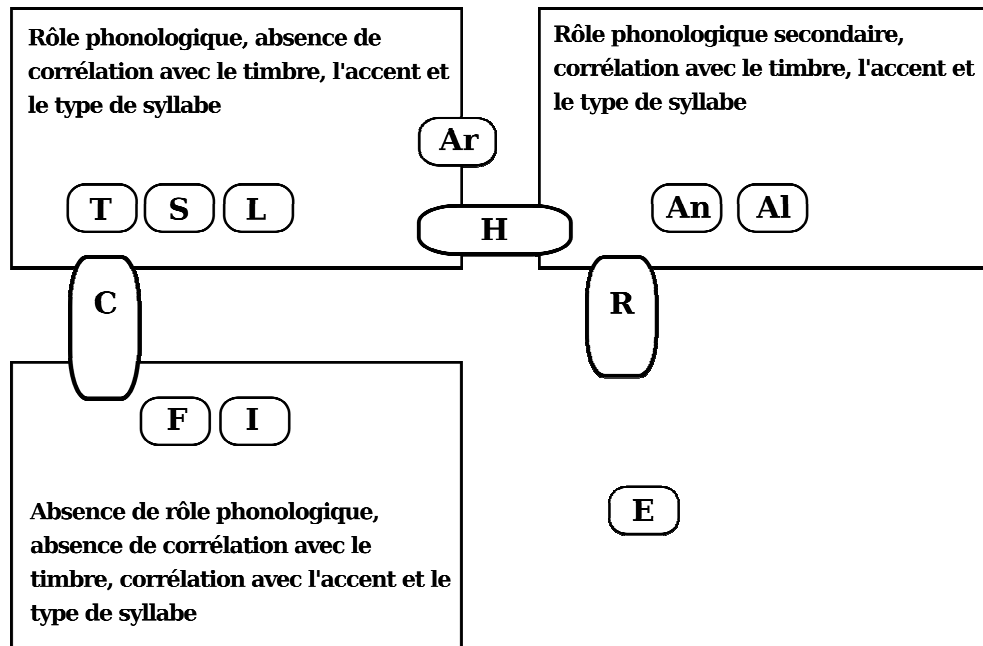 Rôle phonologique, absence de
corrélation avec le timbre, l'accent et
le type de syllabe
Rôle phonologique secondaire,
corrélation avec le timbre, l'accent et
le type de syllabe
Ar
T S L
H
An Al
C
R
F I
E
Absence de rôle phonologique,
absence de corrélation avec le
timbre, corrélation avec l'accent et le
type de syllabe